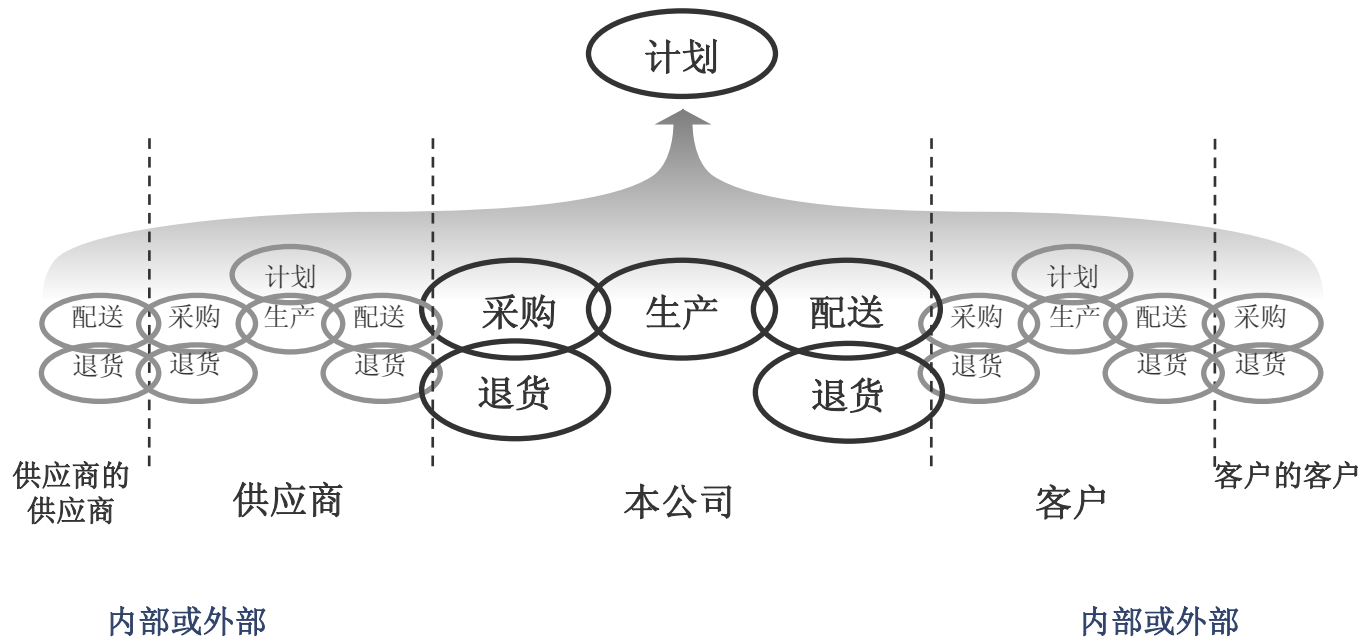 计划
计划
计划
配送
采购
生产
配送
采购
生产
配送
采购
生产
配送
采购
退货
退货
退货
退货
退货
退货
退货
退货
供应商的
供应商
供应商
本公司
客户
客户的客户
内部或外部
内部或外部